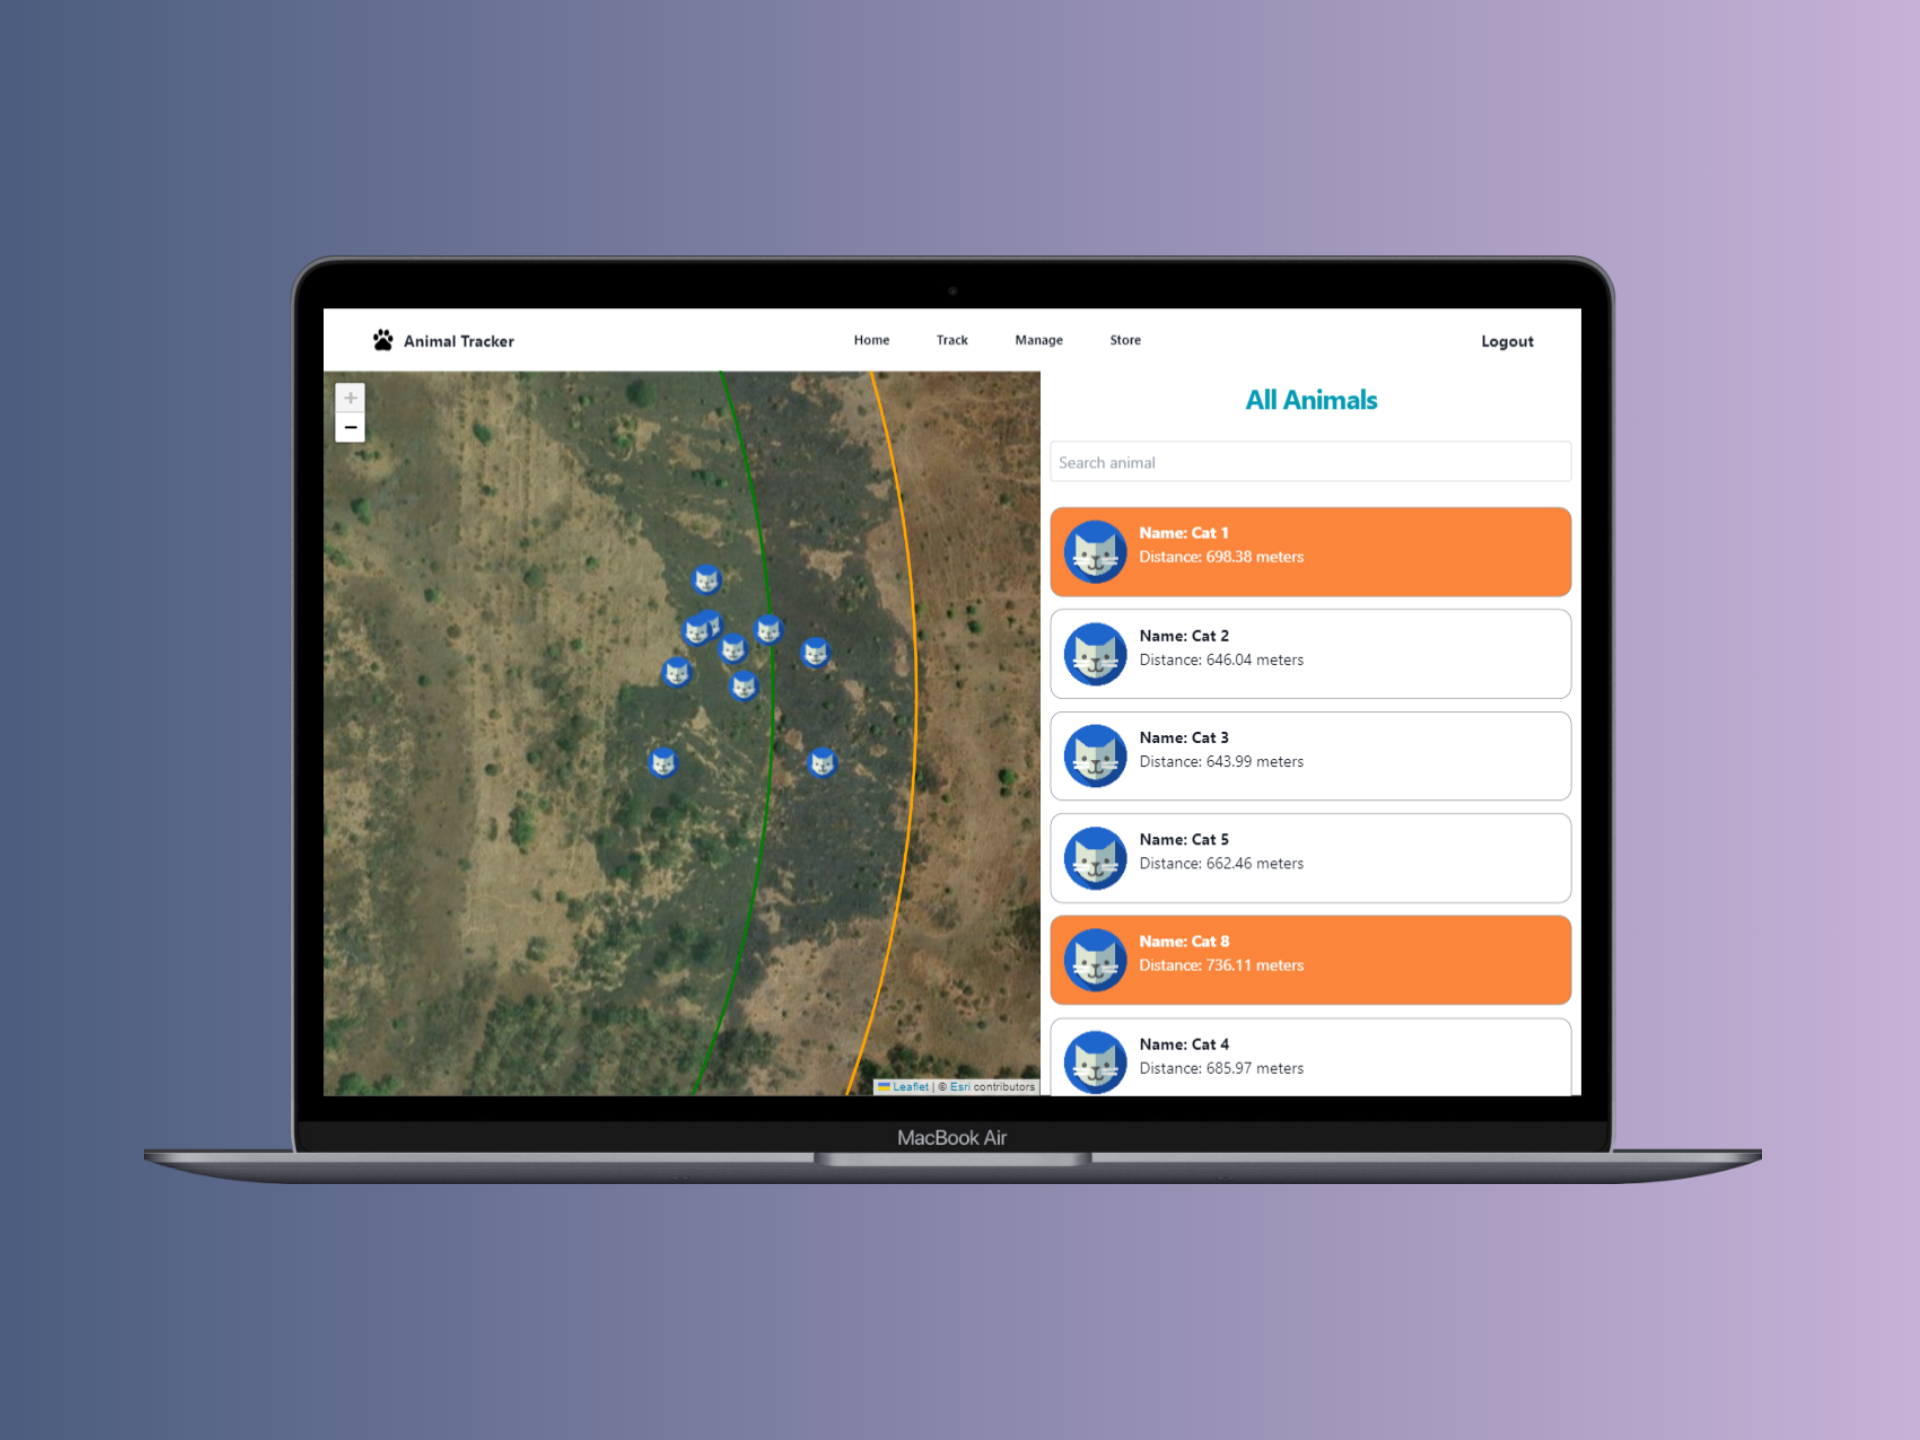 Animal Tracker
Home
Track
Manage
Store
Logout
+
−
All Animals
Search animal
Name: Cat 1
Distance: 698.38 meters
Name: Cat 2
Distance: 646.04 meters
Name: Cat 3
Distance: 643.99 meters
Name: Cat 5
Distance: 662.46 meters
Name: Cat 8
Distance: 736.11 meters
Name: Cat 4
Distance: 685.97 meters
Leaflet | © Esri contributors
MacBook Air